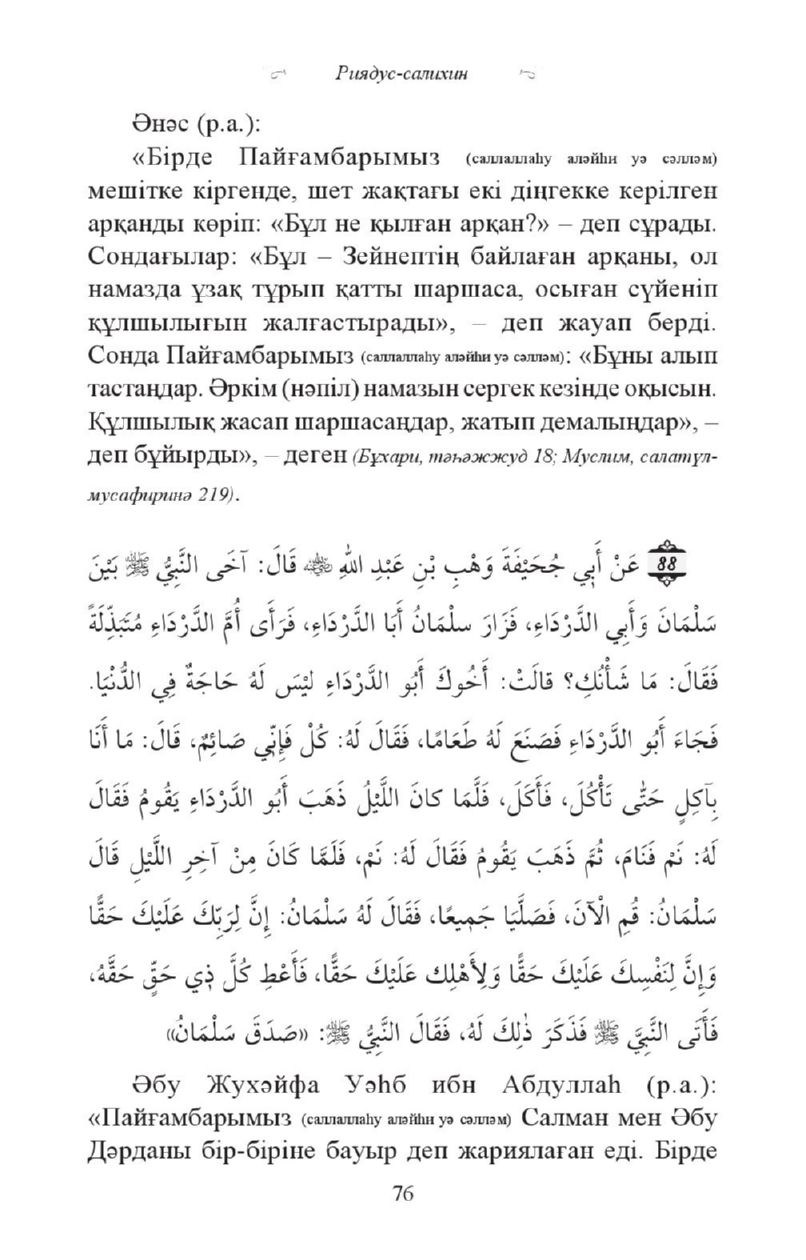 Риядус-салихин
Әнәс (р.а.):
«Бірде Пайғамбарымыз (саллаллаһу аләйһи уә сәлләм)
мешітке кіргенде, шет жақтағы екі діңгекке керілген
арқанды көріп: «Бұл не қылған арқан?» – деп сұрады.
Сондағылар: «Бұл – Зейнептің байлаған арқаны, ол
намазда ұзақ тұрып қатты шаршаса, осыған сүйеніп
құлшылығын жалғастырады», – деп жауап берді.
Сонда Пайғамбарымыз (саллаллаһу аләйһи уә сәлләм): «Бұны алып
тастаңдар. Әркім (нәпіл) намазын сергек кезінде оқысын.
Құлшылық жасап шаршасаңдар, жатып демалыңдар», –
деп бұйырды», – деген (Бұхари, тәһәжжуд 18; Муслим, салатул-
мусафиринә 219).
88 عَنْ أَبِي جُحَيْفَةَ وَهْبِ بْنِ عَبْدِ اللهِ ﷁ قَالَ: آخَى النَّبِيُّ ﷺ بَيْنَ
سَلْمَانَ وَأَبِي الدَّرْدَاءِ، فَزَارَ سلْمَانُ أَبَا الدَّرْدَاءِ، فَرَأَى أُمَّ الدَّرْدَاءِ مُتَبَذِّلَةً
فَقَالَ: مَا شَأْنُكِ؟ قالَتْ: أَخُوكَ أَبُو الدَّرْدَاءِ ليْسَ لَهُ حَاجَةٌ فِي الدُّنْيَا.
فَجَاءَ أَبُو الدَّرْدَاءِ فَصَنَعَ لَهُ طَعَامًا، فَقَالَ لَهُ: كُلْ فَإِنِّي صَائِمٌ، قَالَ: مَا أَنَا
بِآكِلٍ حَتَّى تَأْكُلَ، فَأَكَلَ، فَلَمَّا كانَ اللَّيْلُ ذَهَبَ أَبُو الدَّرْدَاءِ يَقُومُ فَقَالَ
لَهُ: نَمْ فَنَامَ، ثُمَّ ذَهَبَ يَقُومُ فَقَالَ لَهُ: نَمْ، فَلَمَّا كَانَ مِنْ آخِرِ اللَّيْلِ قَالَ
سَلْمَانُ: قُمِ الْآنَ، فَصَلَّيَا جَمِيعًا، فَقَالَ لَهُ سَلْمَانُ: إِنَّ لِرَبِّكَ عَلَيْكَ حَقًّا
وَإِنَّ لِنَفْسِكَ عَلَيْكَ حَقًّا وَلِأَهْلِك عَلَيْكَ حَقًّا، فَأَعْطِ كُلَّ ذِي حَقٍّ حَقَّهُ،
فَأَتَى النَّبِيَّ ﷺ فَذَكَرَ ذٰلِكَ لَهُ، فَقَالَ النَّبِيُّ ﷺ: «صَدَقَ سَلْمَانُ»
Әбу Жухәйфа Уәһб ибн Абдуллаһ (р.а.):
«Пайғамбарымыз (саллаллаһу аләйһи уә сәлләм) Салман мен Әбу
Дәрданы бір-біріне бауыр деп жариялаған еді. Бірде
76